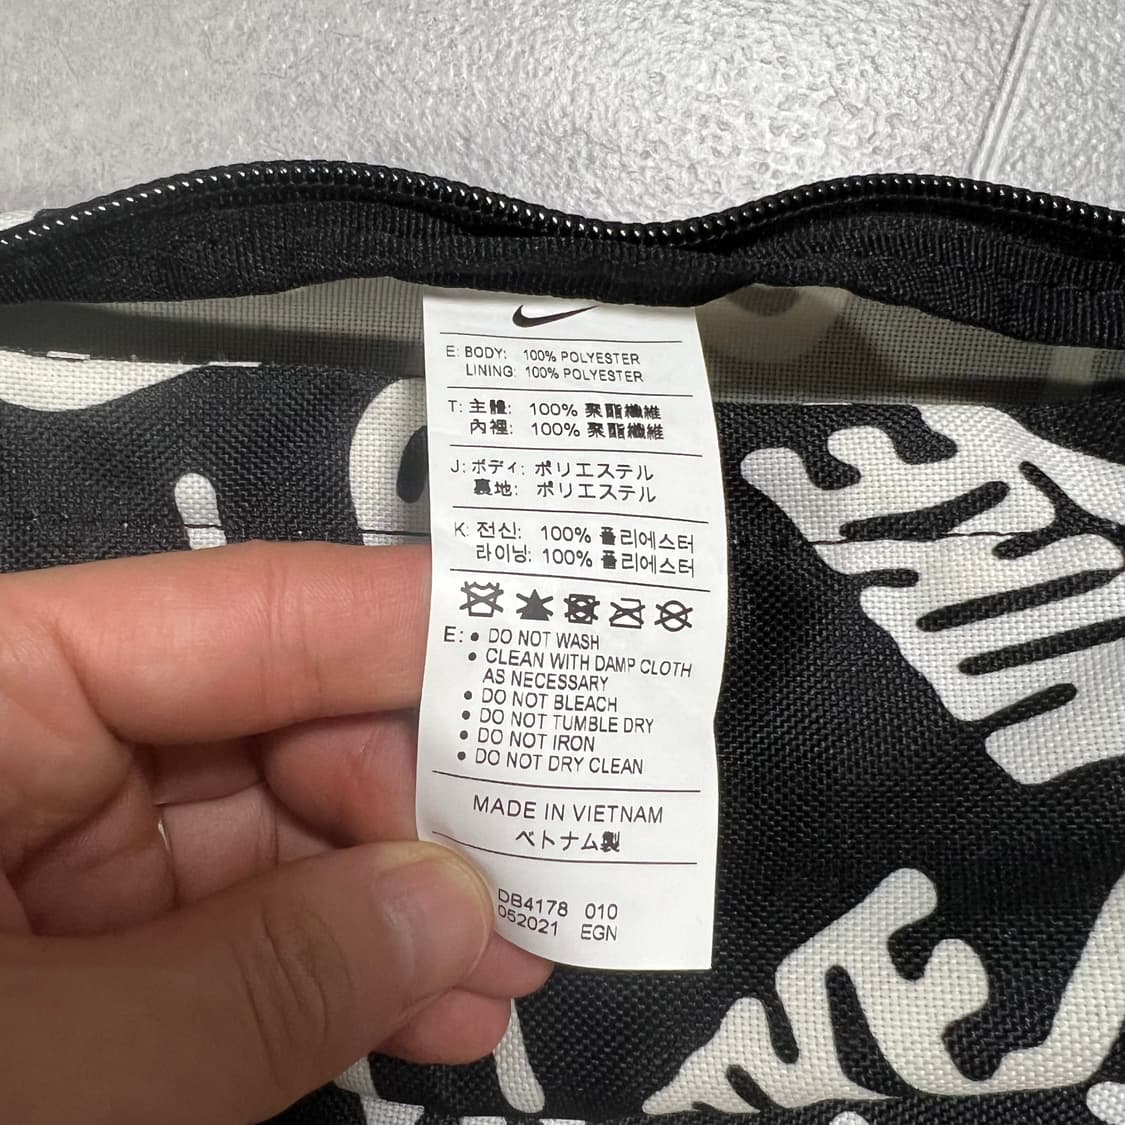 E: BODY: 100% POLYESTER
LINING: 100% POLYESTER
T: 主體: 100% 聚酯纖維
內裡: 100% 聚酯纖維
J: ボディ: ポリエステル
裏地: ポリエステル
K: 전신: 100% 폴리에스터
라이닝: 100% 폴리에스터
E: • DO NOT WASH
• CLEAN WITH DAMP CLOTH
AS NECESSARY
• DO NOT BLEACH
• DO NOT TUMBLE DRY
• DO NOT IRON
• DO NOT DRY CLEAN
MADE IN VIETNAM
ベトナム製
DB4178 010
052021 EGN